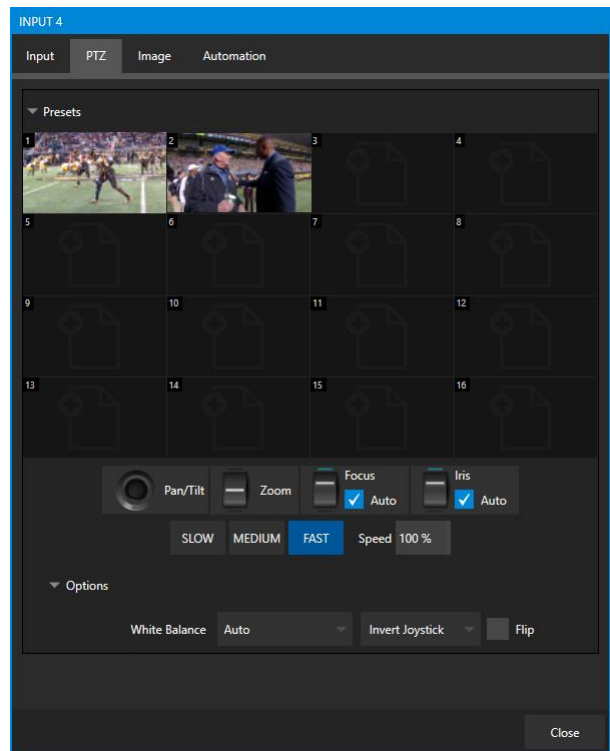 INPUT 4
Input PTZ Image Automation
Presets
1 2 3 4
5 6 7 8
9 10 11 12
13 14 15 16
Pan/Tilt Zoom Focus Auto Iris Auto
SLOW MEDIUM FAST Speed 100 %
Options
White Balance Auto Invert Joystick Flip
Close